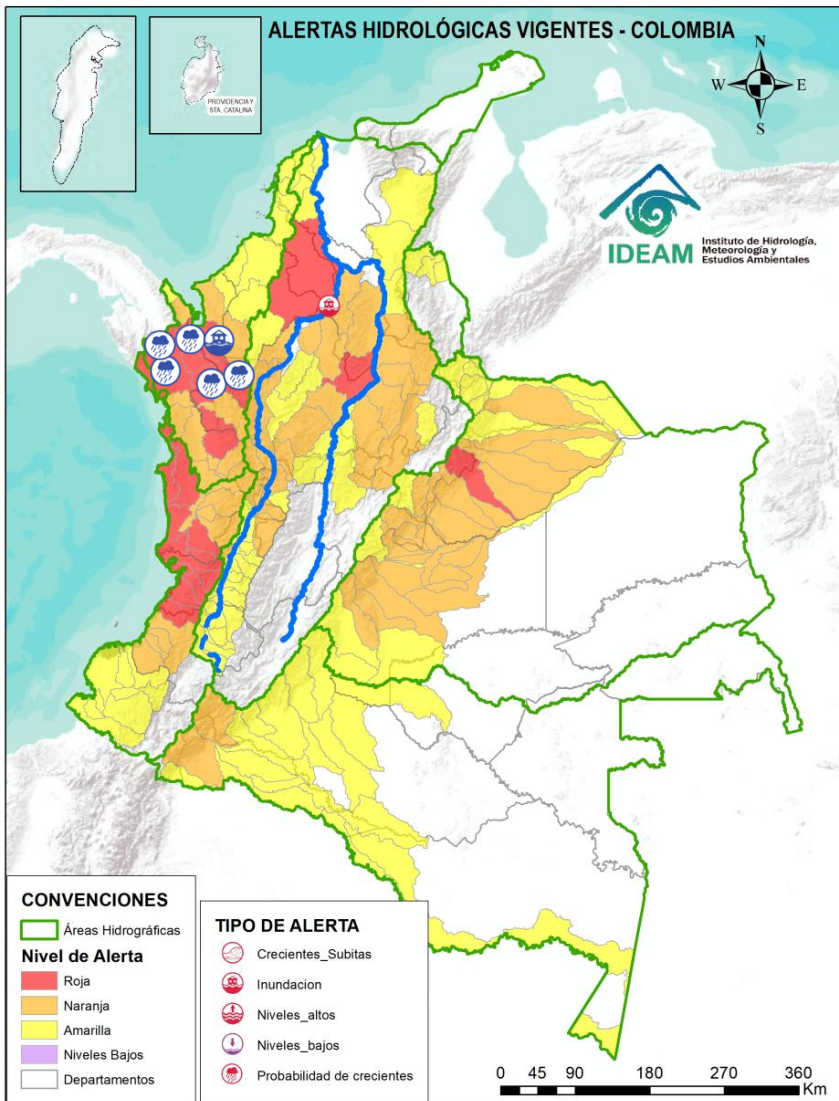 ALERTAS HIDROLÓGICAS VIGENTES - COLOMBIA
PROVIDENCIA Y
STA. CATALINA
N
W
E
S
IDEAM
Instituto de Hidrología,
Meteorología y
Estudios Ambientales
CONVENCIONES
Áreas Hidrográficas
Nivel de Alerta
Roja
Naranja
Amarilla
Niveles Bajos
Departamentos
TIPO DE ALERTA
Crecientes_Subitas
Inundacion
Niveles_altos
Niveles_bajos
Probabilidad de crecientes
0 45 90 180 270 360
Km